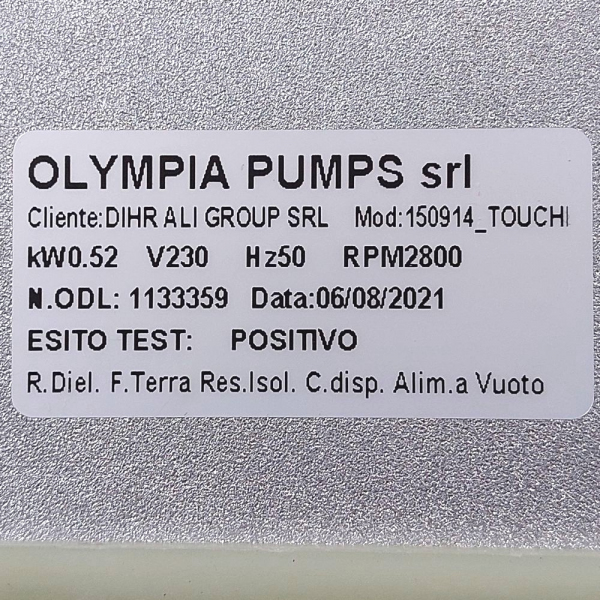 OLYMPIA PUMPS srl
Cliente:DIHR ALI GROUP SRL Mod:150914_TOUCH
kW0.52 V230 Hz50 RPM2800
N.ODL: 1133359 Data:06/08/2021
ESITO TEST: POSITIVO
R.Diel. F.Terra Res.Isol. C.disp. Alim.a Vuoto